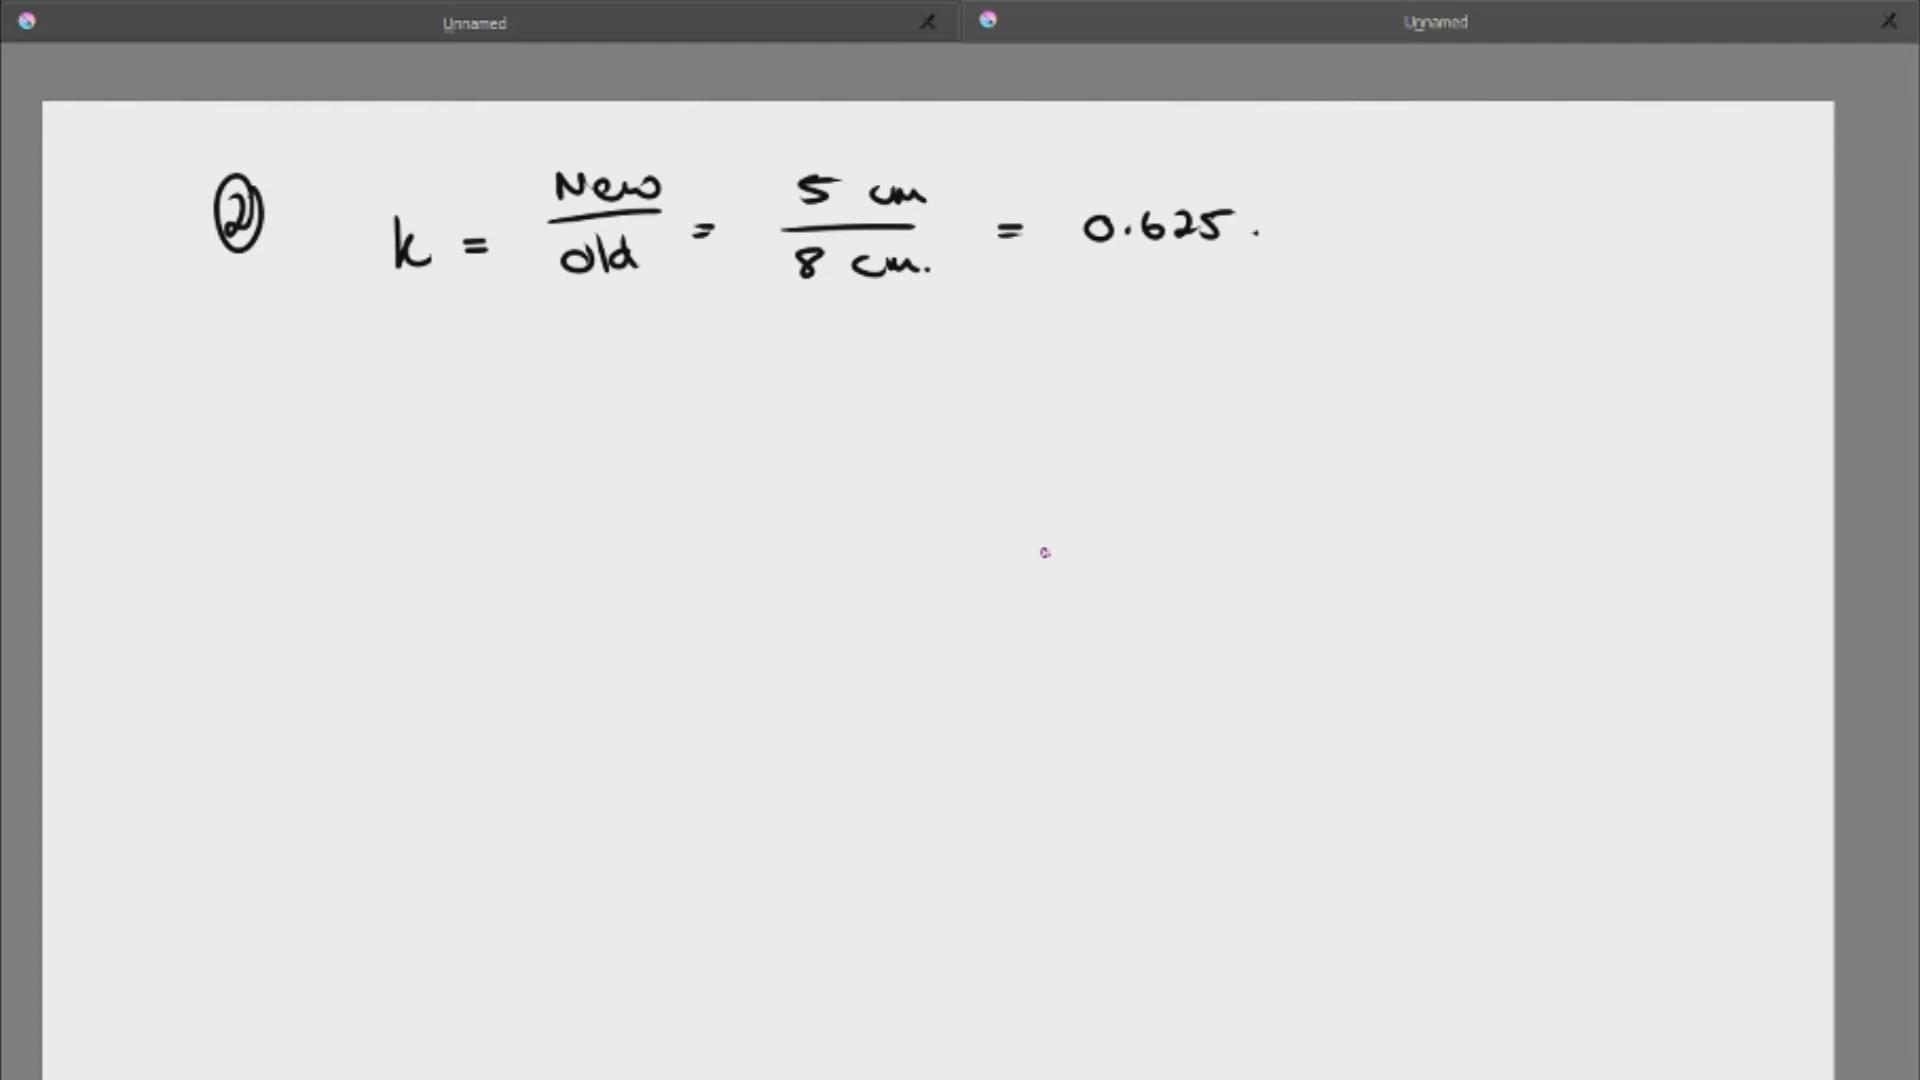 Unnamed Unnamed
② k = New/old = 5 cm/8 cm. = 0.625.